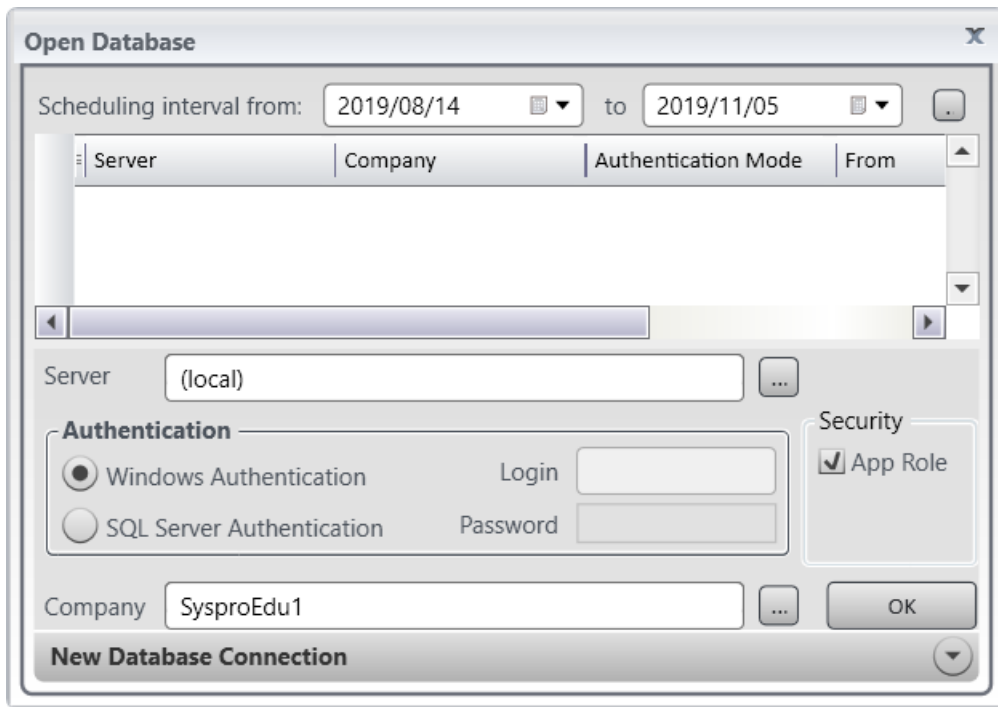 Open Database X
Scheduling interval from: 2019/08/14 to 2019/11/05 .
Server Company Authentication Mode From
Server (local) ...
Authentication Security
Windows Authentication Login App Role
SQL Server Authentication Password
Company SysproEdu1 ... OK
New Database Connection